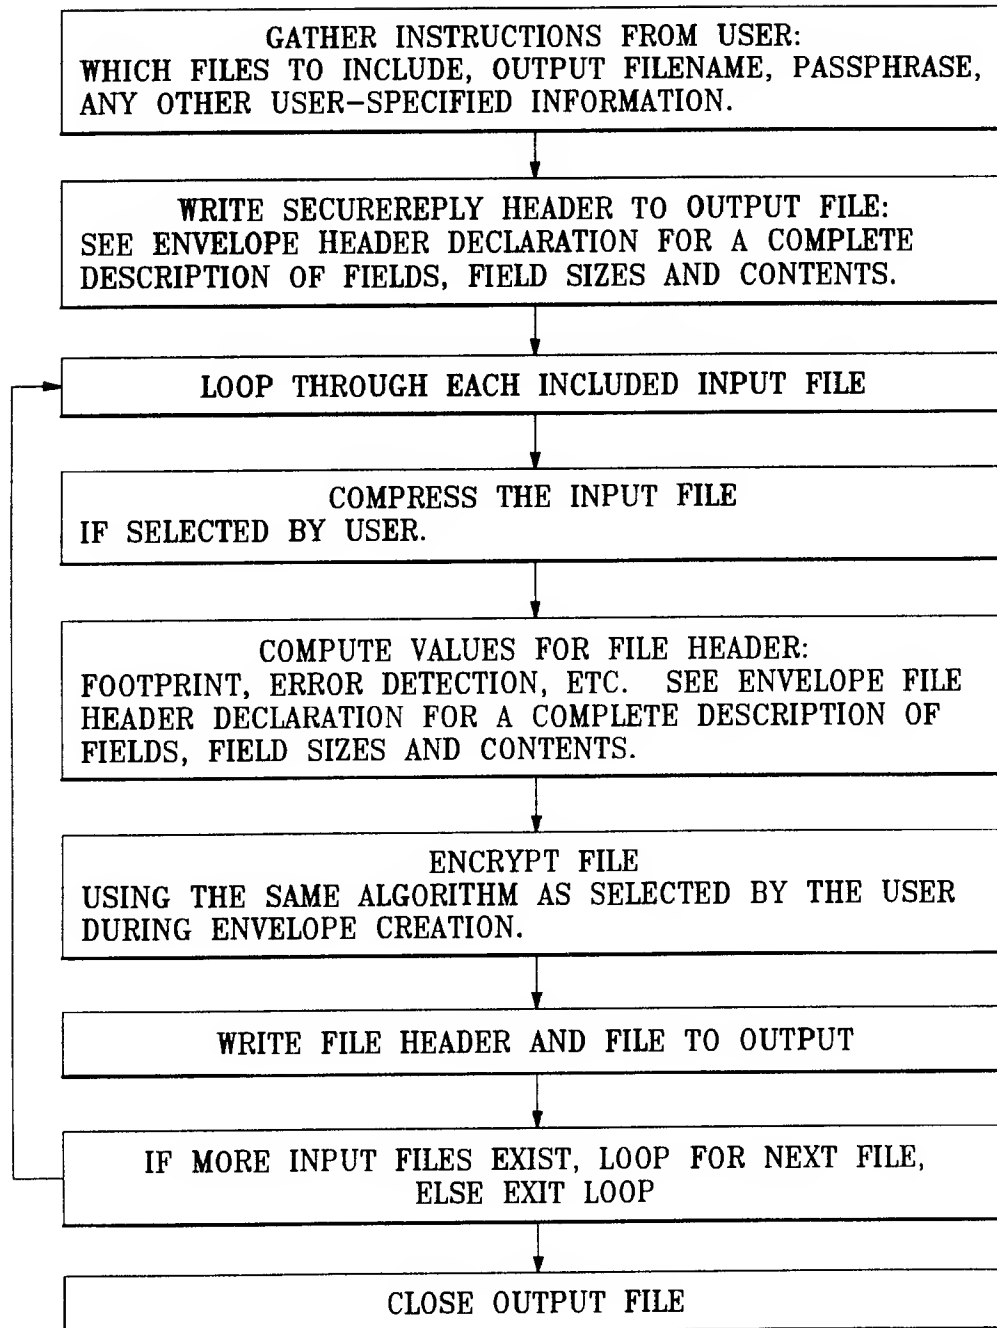 GATHER INSTRUCTIONS FROM USER:
WHICH FILES TO INCLUDE, OUTPUT FILENAME, PASSPHRASE,
ANY OTHER USER-SPECIFIED INFORMATION.
WRITE SECUREREPLY HEADER TO OUTPUT FILE:
SEE ENVELOPE HEADER DECLARATION FOR A COMPLETE
DESCRIPTION OF FIELDS, FIELD SIZES AND CONTENTS.
LOOP THROUGH EACH INCLUDED INPUT FILE
COMPRESS THE INPUT FILE
IF SELECTED BY USER.
COMPUTE VALUES FOR FILE HEADER:
FOOTPRINT, ERROR DETECTION, ETC. SEE ENVELOPE FILE
HEADER DECLARATION FOR A COMPLETE DESCRIPTION OF
FIELDS, FIELD SIZES AND CONTENTS.
ENCRYPT FILE
USING THE SAME ALGORITHM AS SELECTED BY THE USER
DURING ENVELOPE CREATION.
WRITE FILE HEADER AND FILE TO OUTPUT
IF MORE INPUT FILES EXIST, LOOP FOR NEXT FILE,
ELSE EXIT LOOP
CLOSE OUTPUT FILE